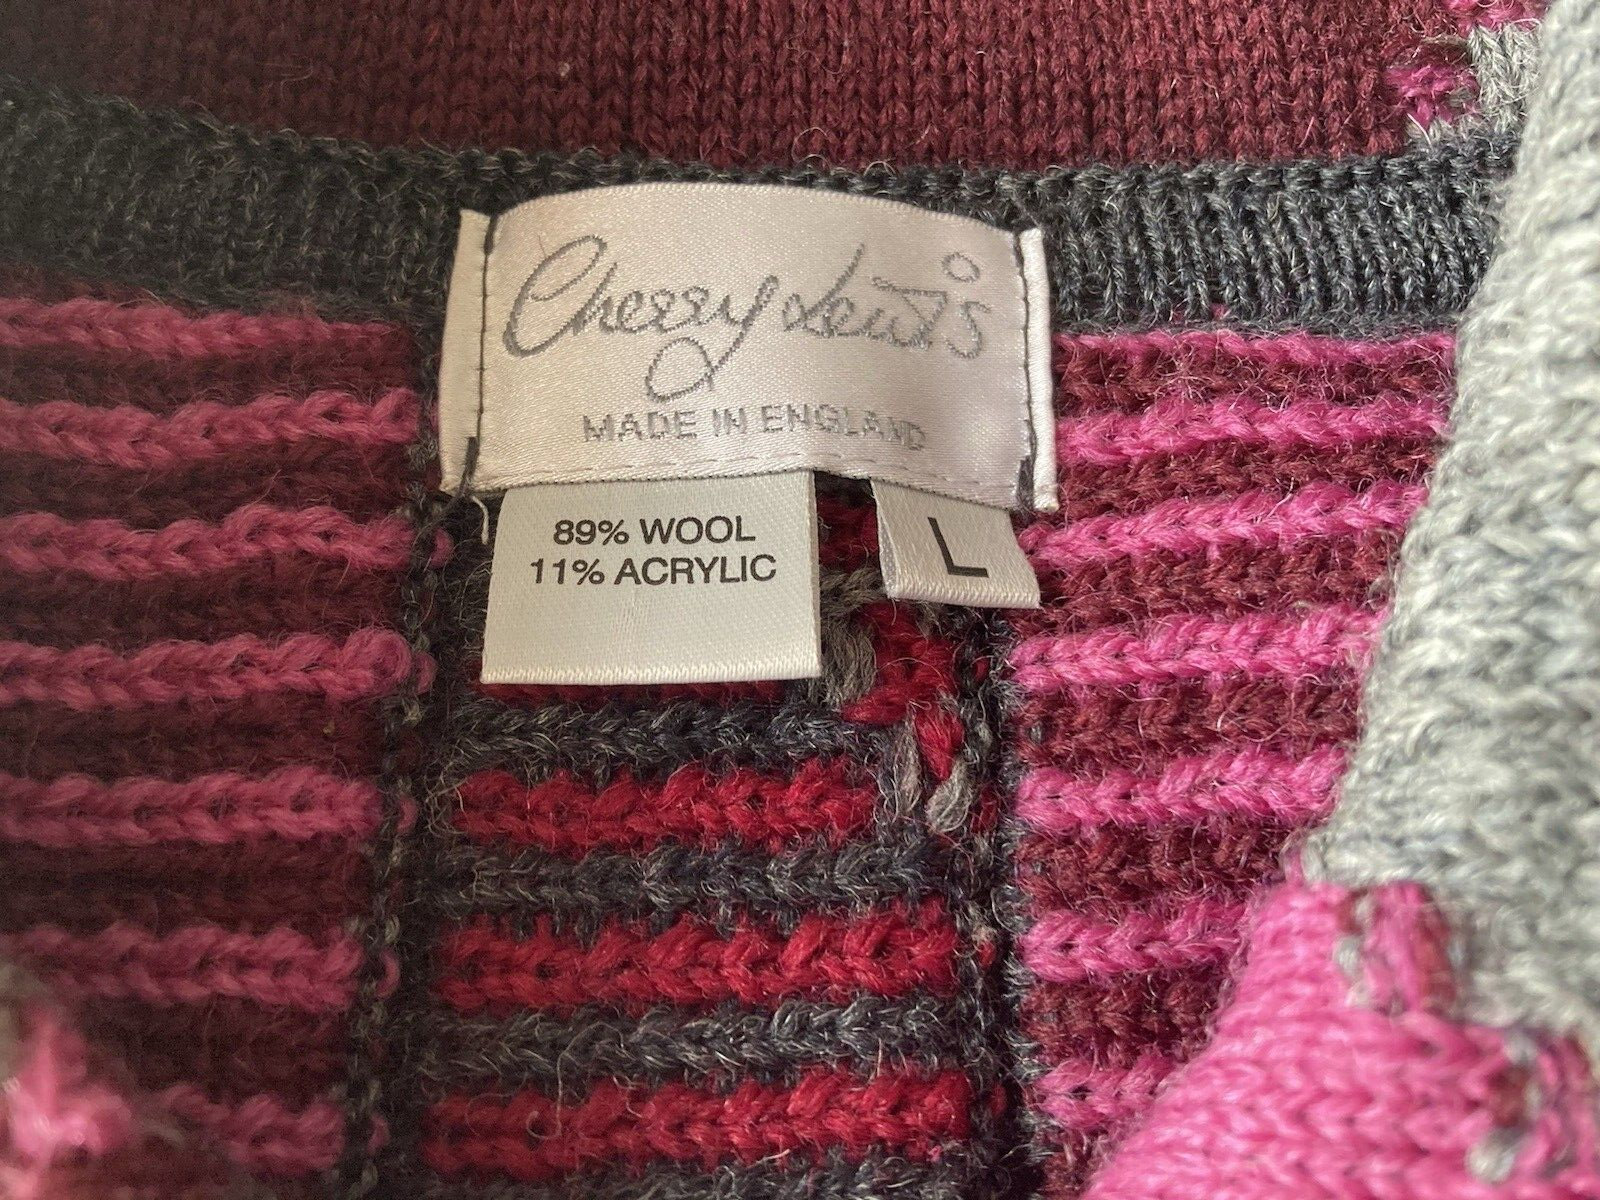 Cherry Lewis
MADE IN ENGLAND
89% WOOL
11% ACRYLIC
L